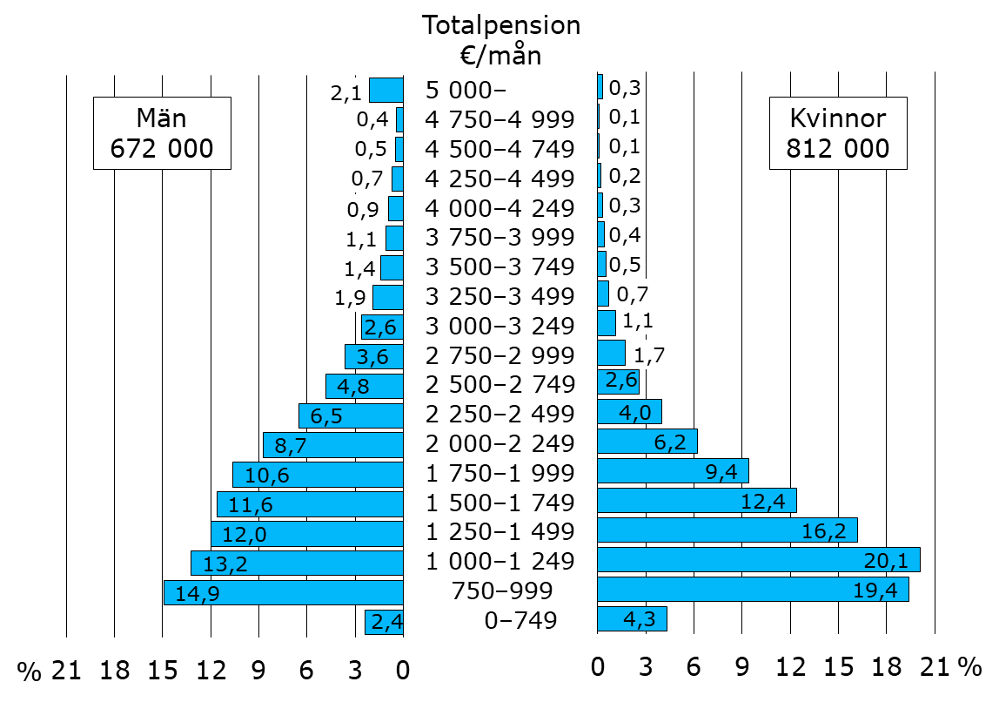 Totalpension
€/mån
Män
672 000
Kvinnor
812 000
2,1 5 000– 0,3
0,4 4 750–4 999 0,1
0,5 4 500–4 749 0,1
0,7 4 250–4 499 0,2
0,9 4 000–4 249 0,3
1,1 3 750–3 999 0,4
1,4 3 500–3 749 0,5
1,9 3 250–3 499 0,7
2,6 3 000–3 249 1,1
3,6 2 750–2 999 1,7
4,8 2 500–2 749 2,6
6,5 2 250–2 499 4,0
8,7 2 000–2 249 6,2
10,6 1 750–1 999 9,4
11,6 1 500–1 749 12,4
12,0 1 250–1 499 16,2
13,2 1 000–1 249 20,1
14,9 750–999 19,4
2,4 0–749 4,3
% 21 18 15 12 9 6 3 0 0 3 6 9 12 15 18 21 %